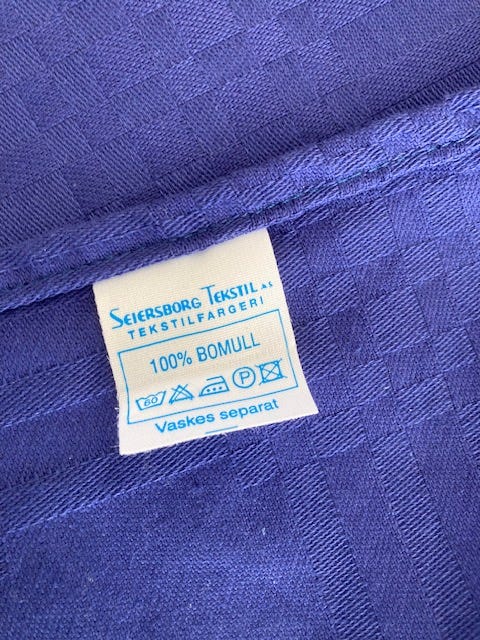 SEIERSBORG TEKSTIL AS
TEKSTILFARGERI
100% BOMULL
60 P
Vaskes separat